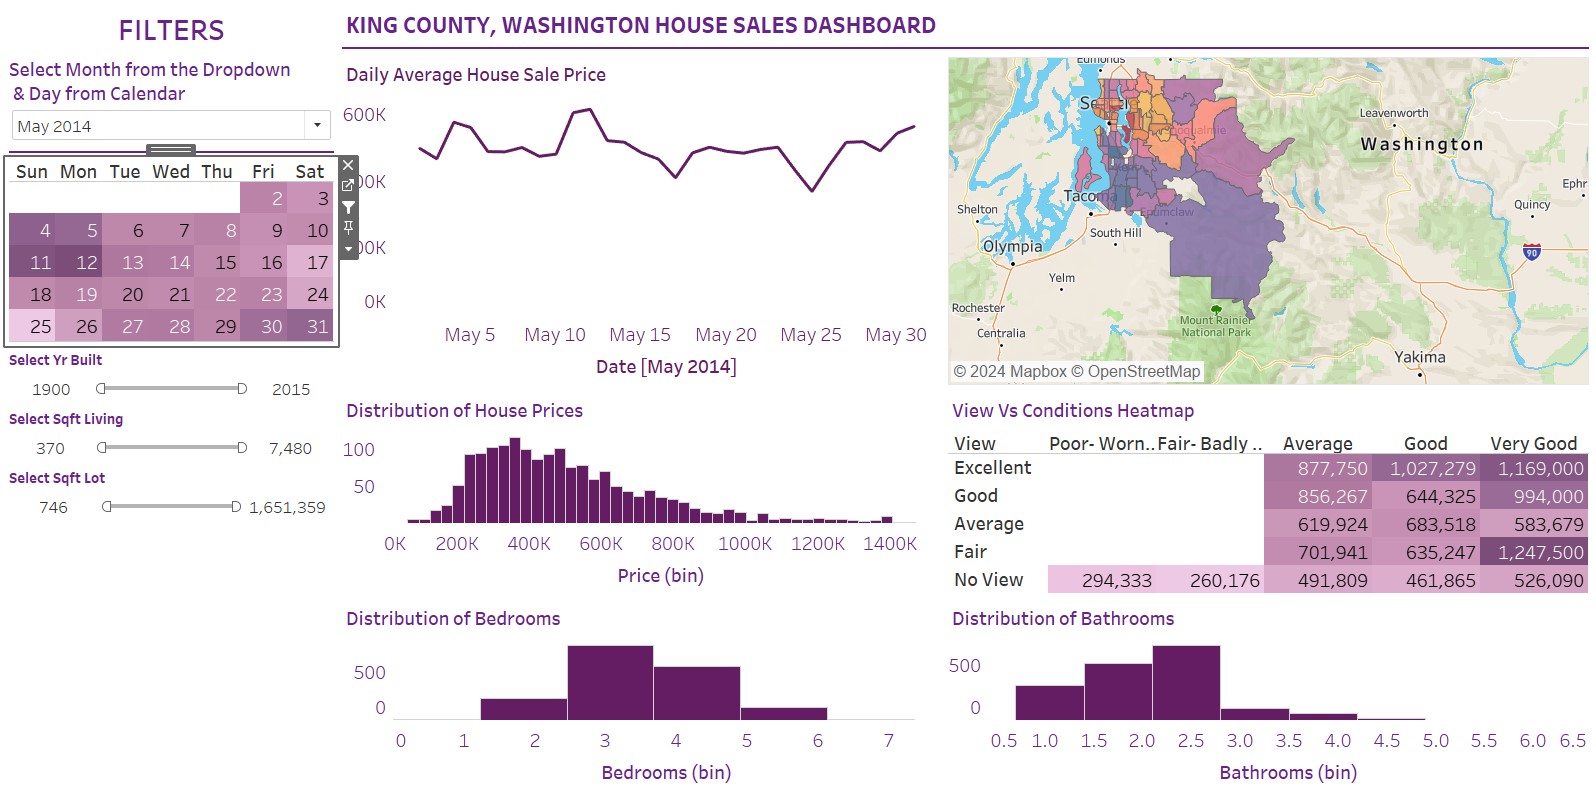 FILTERS
Select Month from the Dropdown
& Day from Calendar
May 2014
Sun Mon Tue Wed Thu Fri Sat
2 3
4 5 6 7 8 9 10
11 12 13 14 15 16 17
18 19 20 21 22 23 24
25 26 27 28 29 30 31
Select Yr Built
1900 2015
Select Sqft Living
370 7,480
Select Sqft Lot
746 1,651,359
KING COUNTY, WASHINGTON HOUSE SALES DASHBOARD
Daily Average House Sale Price
600K
00K
00K
0K
May 5 May 10 May 15 May 20 May 25 May 30
Date [May 2014]
Edmonds
Leavenworth
Washington
Ephr
Quincy
Tacoma
Shelton
Enumclaw
South Hill
Olympia
90
Yelm
Rochester
Centralia
Mount Rainier
National Park
Yakima
© 2024 Mapbox © OpenStreetMap
Distribution of House Prices
100
50
0K 200K 400K 600K 800K 1000K 1200K 1400K
Price (bin)
View Vs Conditions Heatmap
View Poor- Worn.. Fair- Badly .. Average Good Very Good
Excellent 877,750 1,027,279 1,169,000
Good 856,267 644,325 994,000
Average 619,924 683,518 583,679
Fair 701,941 635,247 1,247,500
No View 294,333 260,176 491,809 461,865 526,090
Distribution of Bedrooms
500
0
0 1 2 3 4 5 6 7
Bedrooms (bin)
Distribution of Bathrooms
500
0
0.5 1.0 1.5 2.0 2.5 3.0 3.5 4.0 4.5 5.0 5.5 6.0 6.5
Bathrooms (bin)